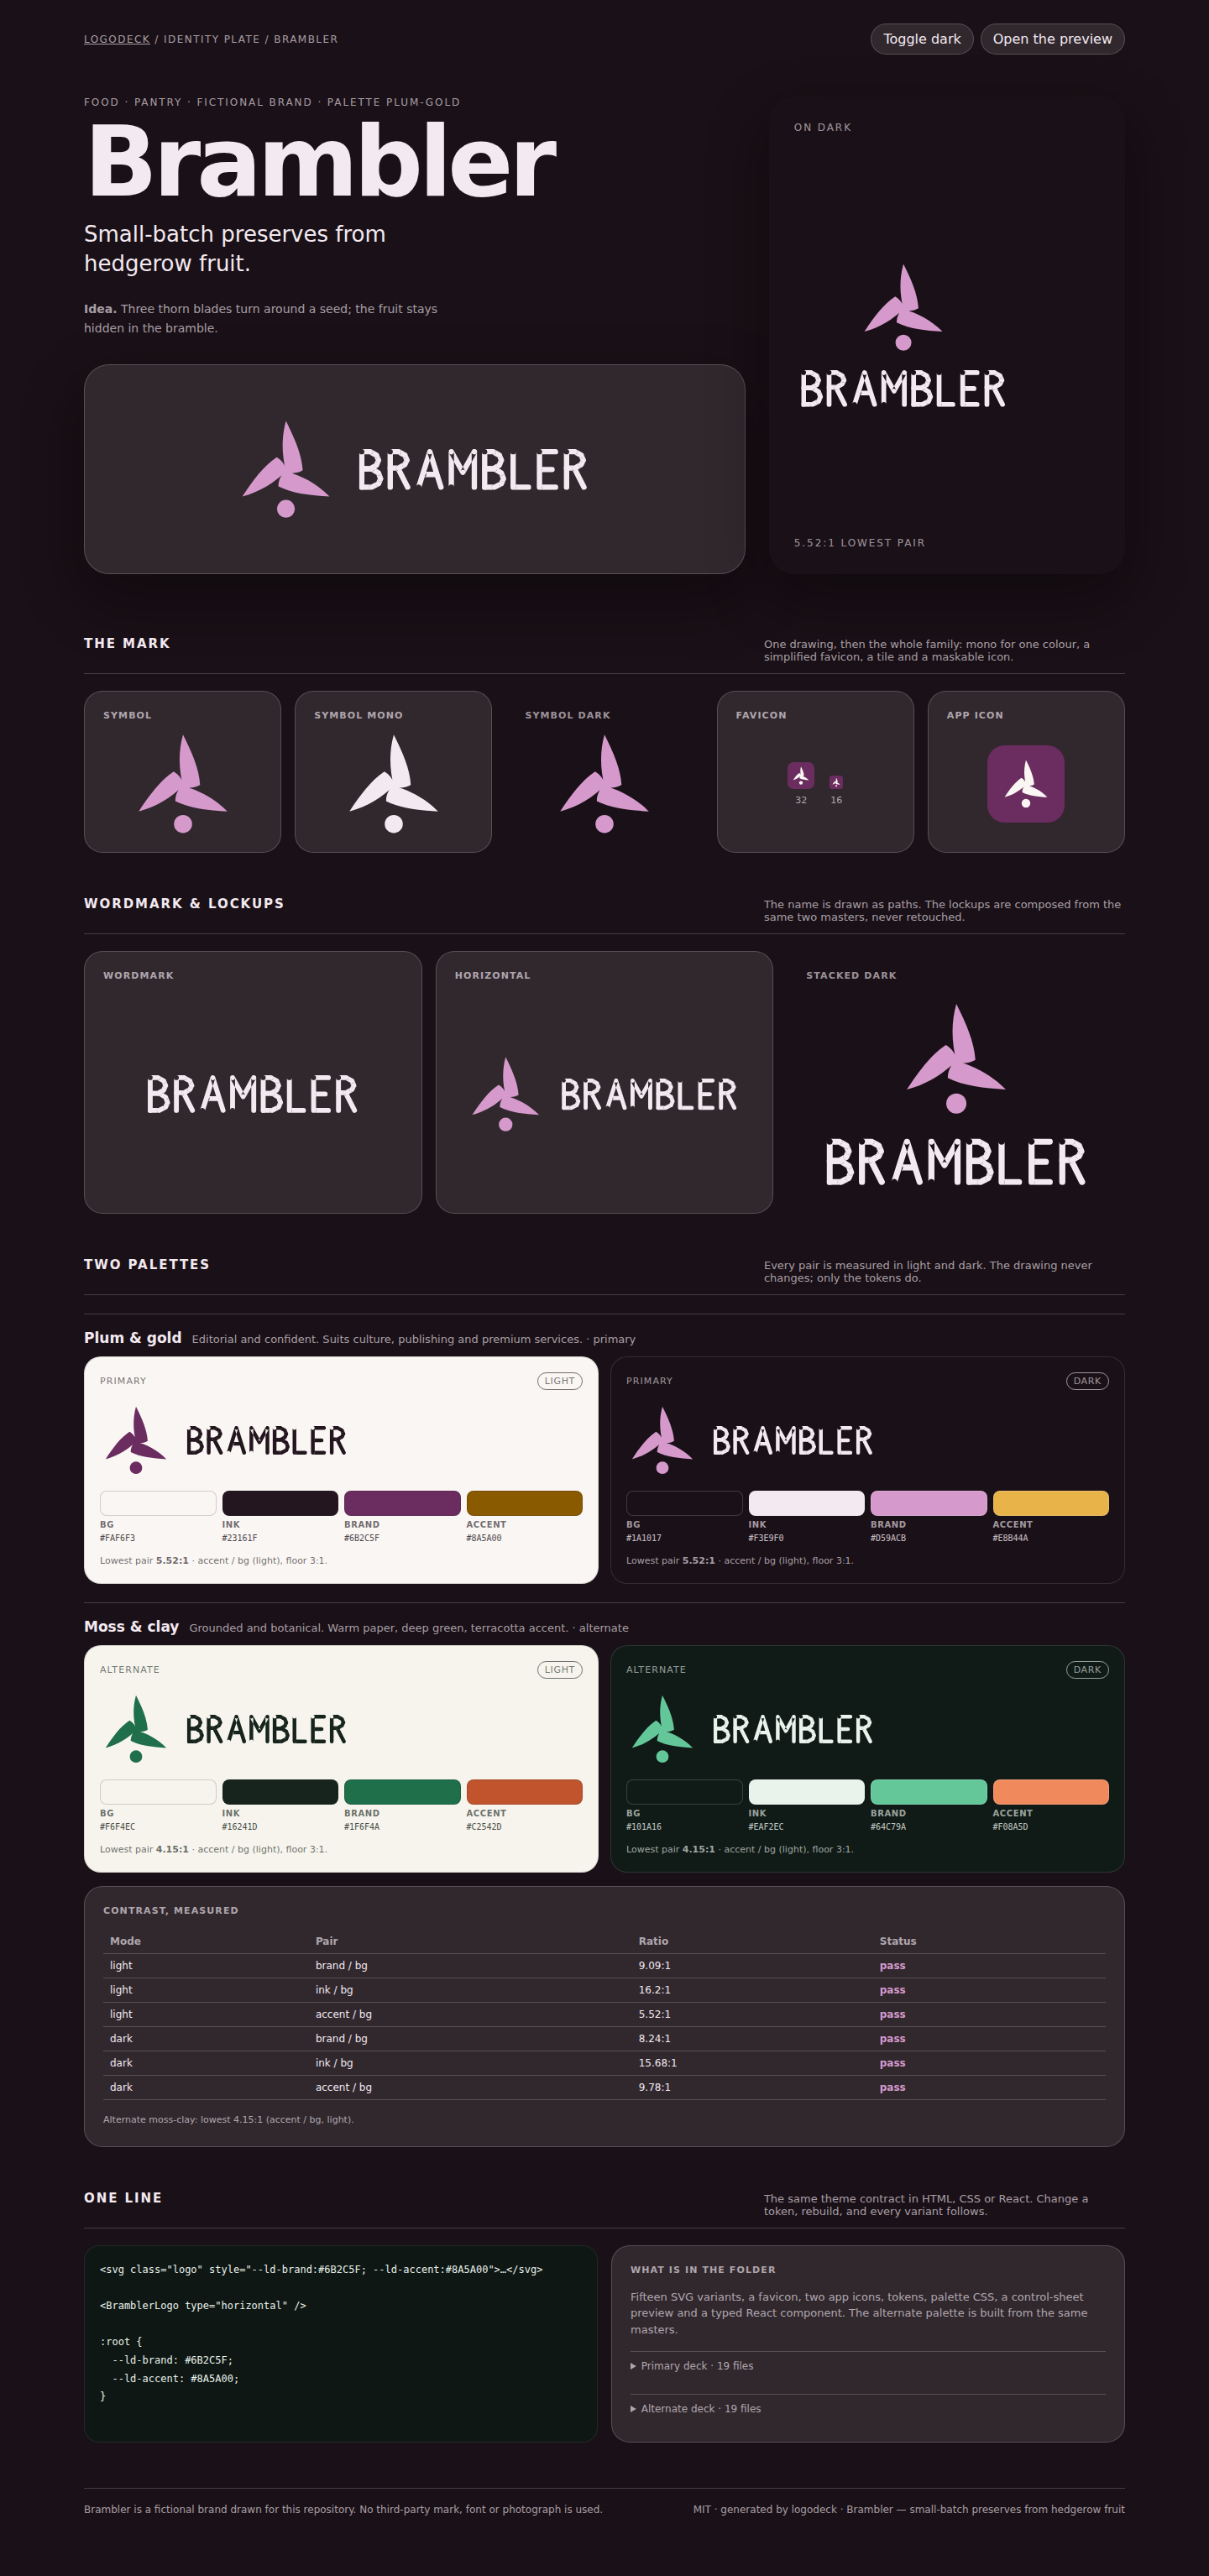 LOGODECK / IDENTITY PLATE / BRAMBLER
Toggle dark
Open the preview
FOOD · PANTRY · FICTIONAL BRAND · PALETTE PLUM-GOLD
Brambler
Small-batch preserves from
hedgerow fruit.
Idea. Three thorn blades turn around a seed; the fruit stays
hidden in the bramble.
BRAMBLER
ON DARK
BRAMBLER
5.52:1 LOWEST PAIR
THE MARK
One drawing, then the whole family: mono for one colour, a
simplified favicon, a tile and a maskable icon.
SYMBOL
SYMBOL MONO
SYMBOL DARK
FAVICON
32
16
APP ICON
WORDMARK & LOCKUPS
The name is drawn as paths. The lockups are composed from the
same two masters, never retouched.
WORDMARK
BRAMBLER
HORIZONTAL
BRAMBLER
STACKED DARK
BRAMBLER
TWO PALETTES
Every pair is measured in light and dark. The drawing never
changes; only the tokens do.
Plum & gold Editorial and confident. Suits culture, publishing and premium services. · primary
PRIMARY
LIGHT
BRAMBLER
BG
INK
BRAND
ACCENT
#FAF6F3
#23161F
#6B2C5F
#8A5A00
Lowest pair 5.52:1 · accent / bg (light), floor 3:1.
PRIMARY
DARK
BRAMBLER
BG
INK
BRAND
ACCENT
#1A1017
#F3E9F0
#D59ACB
#E8B44A
Lowest pair 5.52:1 · accent / bg (light), floor 3:1.
Moss & clay Grounded and botanical. Warm paper, deep green, terracotta accent. · alternate
ALTERNATE
LIGHT
BRAMBLER
BG
INK
BRAND
ACCENT
#F6F4EC
#16241D
#1F6F4A
#C2542D
Lowest pair 4.15:1 · accent / bg (light), floor 3:1.
ALTERNATE
DARK
BRAMBLER
BG
INK
BRAND
ACCENT
#101A16
#EAF2EC
#64C79A
#F08A5D
Lowest pair 4.15:1 · accent / bg (light), floor 3:1.
CONTRAST, MEASURED
Mode Pair Ratio Status
light brand / bg 9.09:1 pass
light ink / bg 16.2:1 pass
light accent / bg 5.52:1 pass
dark brand / bg 8.24:1 pass
dark ink / bg 15.68:1 pass
dark accent / bg 9.78:1 pass
Alternate moss-clay: lowest 4.15:1 (accent / bg, light).
ONE LINE
The same theme contract in HTML, CSS or React. Change a
token, rebuild, and every variant follows.
<svg class="logo" style="--ld-brand:#6B2C5F; --ld-accent:#8A5A00">…</svg>
<BramblerLogo type="horizontal" />
:root {
--ld-brand: #6B2C5F;
--ld-accent: #8A5A00;
}
WHAT IS IN THE FOLDER
Fifteen SVG variants, a favicon, two app icons, tokens, palette CSS, a control-sheet
preview and a typed React component. The alternate palette is built from the same
masters.
Primary deck · 19 files
Alternate deck · 19 files
Brambler is a fictional brand drawn for this repository. No third-party mark, font or photograph is used.
MIT · generated by logodeck · Brambler — small-batch preserves from hedgerow fruit